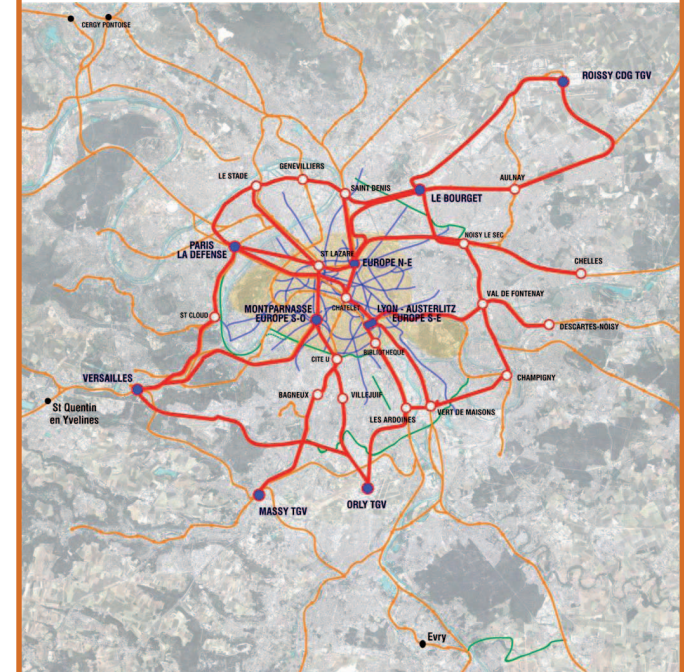 CERGY PONTOISE
ROISSY CDG TGV
GENEVILLIERS
LE STADE
AULNAY
SAINT DENIS
LE BOURGET
NOISY LE SEC
PARIS
LA DEFENSE
ST LAZARE
EUROPE N-E
CHELLES
VAL DE FONTENAY
CHATELET
MONTPARNASSE
EUROPE S-O
LYON - AUSTERLITZ
EUROPE S-E
ST CLOUD
DESCARTES-NOISY
BIBLIOTHEQUE
CITE U
VERSAILLES
CHAMPIGNY
BAGNEUX
VILLEJUIF
St Quentin
en Yvelines
VERT DE MAISONS
LES ARDOINES
ORLY TGV
MASSY TGV
Evry